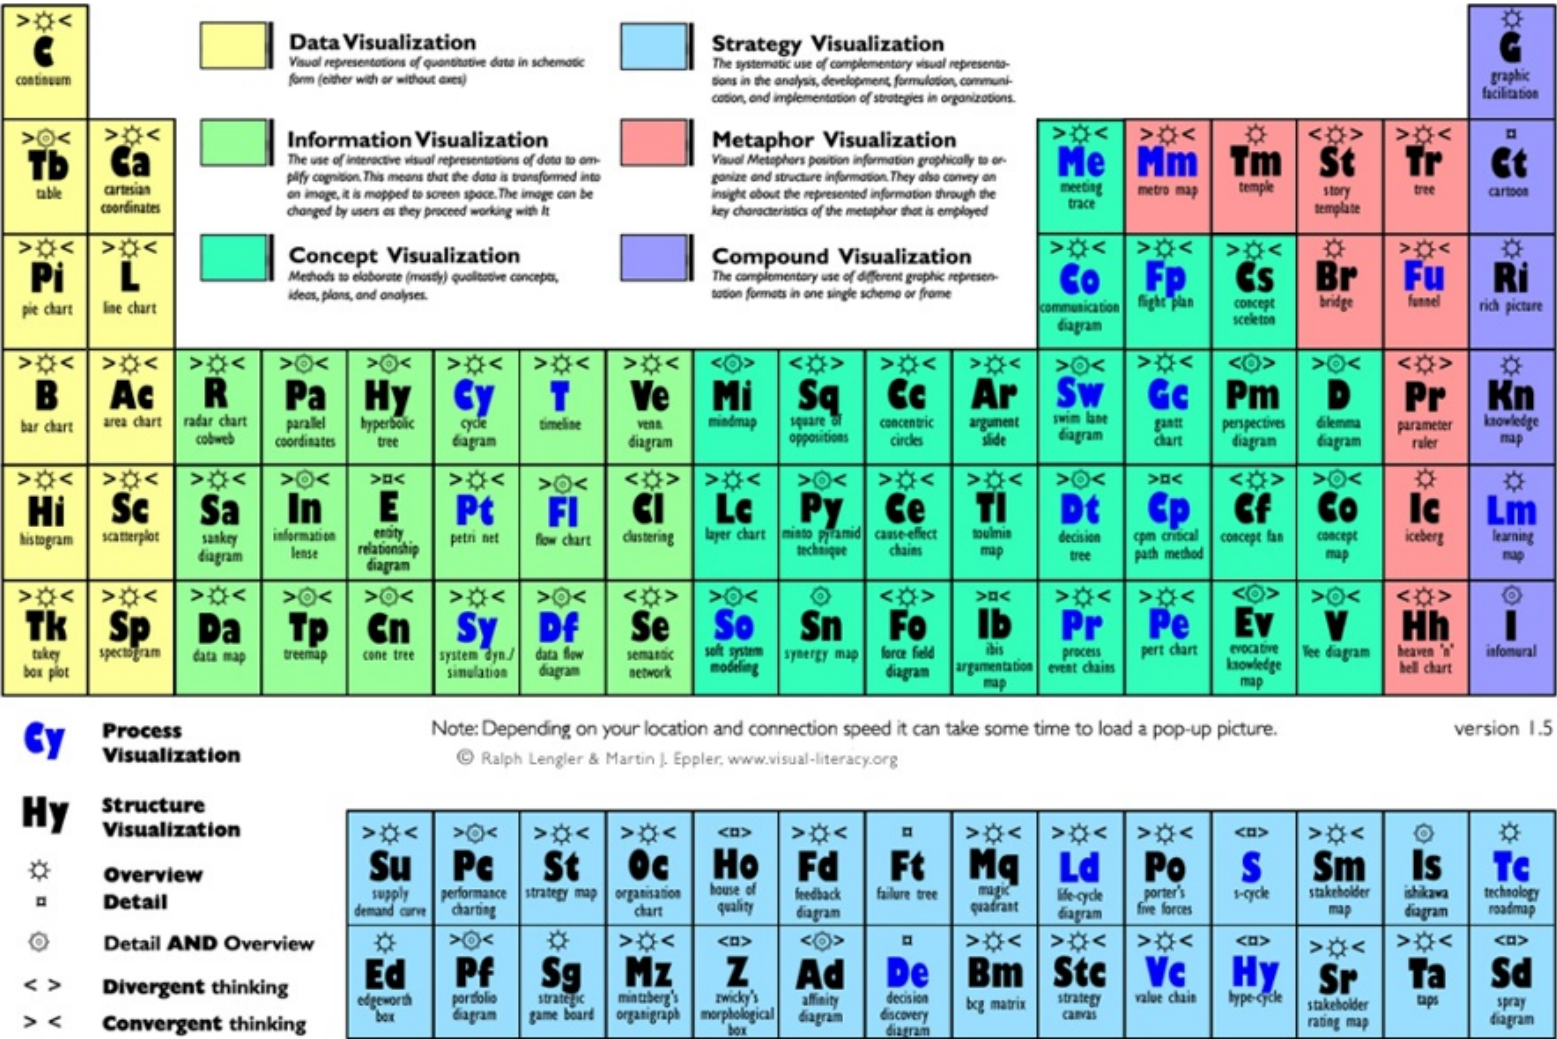 C
continuum
Data Visualization
Visual representations of quantitative data in schematic
form (either with or without axes)
Strategy Visualization
The systematic use of complementary visual representa-
tions in the analysis, development, formulation, communi-
cation, and implementation of strategies in organizations.
G
graphic
facilitation
Tb
table
Ca
cartesian
coordinates
Information Visualization
The use of interactive visual representations of data to am-
plify cognition. This means that the data is transformed into
an image, it is mapped to screen space. The image can be
changed by users as they proceed working with it
Metaphor Visualization
Visual Metaphors position information graphically to or-
ganize and structure information. They also convey an
insight about the represented information through the
key characteristics of the metaphor that is employed
Me
meeting
trace
Mm
metro map
Tm
temple
St
story
template
Tr
tree
Ct
cartoon
Pi
pie chart
L
line chart
Concept Visualization
Methods to elaborate (mostly) qualitative concepts,
ideas, plans, and analyses.
Compound Visualization
The complementary use of different graphic represen-
tation formats in one single schema or frame
Co
communication
diagram
Fp
flight plan
Cs
concept
sceleton
Br
bridge
Fu
funnel
Ri
rich picture
B
bar chart
Ac
area chart
R
radar chart
cobweb
Pa
parallel
coordinates
Hy
hyperbolic
tree
Cy
cycle
diagram
T
timeline
Ve
venn
diagram
Mi
mindmap
Sq
square of
oppositions
Cc
concentric
circles
Ar
argument
slide
Sw
swim lane
diagram
Gc
gantt
chart
Pm
perspectives
diagram
D
dilemma
diagram
Pr
parameter
ruler
Kn
knowledge
map
Hi
histogram
Sc
scatterplot
Sa
sankey
diagram
In
information
lense
E
entity
relationship
diagram
Pt
petri net
Fl
flow chart
Cl
clustering
Lc
layer chart
Py
minto pyramid
technique
Ce
cause-effect
chains
Tl
toulmin
map
Dt
decision
tree
Cp
cpm critical
path method
Cf
concept fan
Co
concept
map
Ic
iceberg
Lm
learning
map
Tk
tukey
box plot
Sp
spectogram
Da
data map
Tp
treemap
Cn
cone tree
Sy
system dyn./
simulation
Df
data flow
diagram
Se
semantic
network
So
soft system
modeling
Sn
synergy map
Fo
force field
diagram
Ib
ibis
argumentation
map
Pr
process
event chains
Pe
pert chart
Ev
evocative
knowledge
map
V
Vee diagram
Hh
heaven 'n'
hell chart
I
infomural
Cy
Process
Visualization
Note: Depending on your location and connection speed it can take some time to load a pop-up picture.
version 1.5
© Ralph Lengler & Martin J. Eppler, www.visual-literacy.org
Hy
Structure
Visualization
Overview
Detail
Detail AND Overview
< > Divergent thinking
> < Convergent thinking
Su
supply
demand curve
Pc
performance
charting
St
strategy map
Oc
organisation
chart
Ho
house of
quality
Fd
feedback
diagram
Ft
failure tree
Mq
magic
quadrant
Ld
life-cycle
diagram
Po
porter's
five forces
S
s-cycle
Sm
stakeholder
map
Is
ishikawa
diagram
Tc
technology
roadmap
Ed
edgeworth
box
Pf
portfolio
diagram
Sg
strategic
game board
Mz
mintzberg's
organigraph
Z
zwicky's
morphological
box
Ad
affinity
diagram
De
decision
discovery
diagram
Bm
bcg matrix
Stc
strategy
canvas
Vc
value chain
Hy
hype-cycle
Sr
stakeholder
rating map
Ta
taps
Sd
spray
diagram